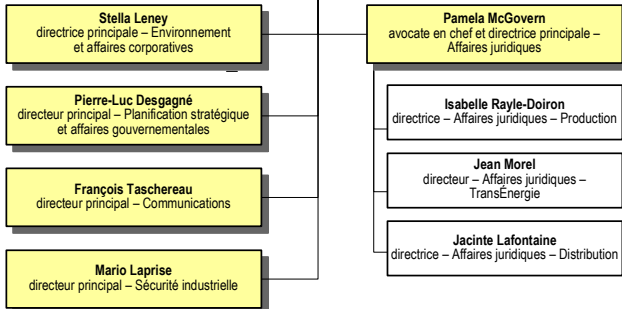 Stella Leney
directrice principale – Environnement
et affaires corporatives
Pierre-Luc Desgagné
directeur principal – Planification stratégique
et affaires gouvernementales
François Taschereau
directeur principal – Communications
Mario Laprise
directeur principal – Sécurité industrielle
Pamela McGovern
avocate en chef et directrice principale –
Affaires juridiques
Isabelle Rayle-Doiron
directrice – Affaires juridiques – Production
Jean Morel
directeur – Affaires juridiques –
TransÉnergie
Jacinte Lafontaine
directrice – Affaires juridiques – Distribution